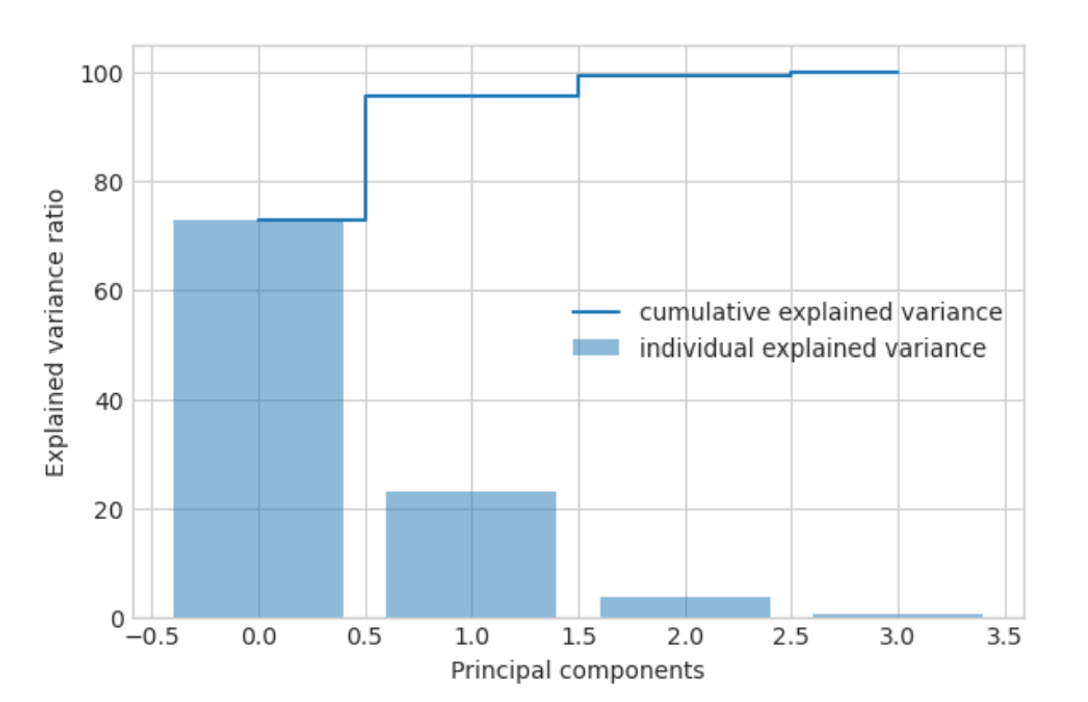 100
80
60
40
20
0
Explained variance ratio
cumulative explained variance
individual explained variance
−0.5 0.0 0.5 1.0 1.5 2.0 2.5 3.0 3.5
Principal components